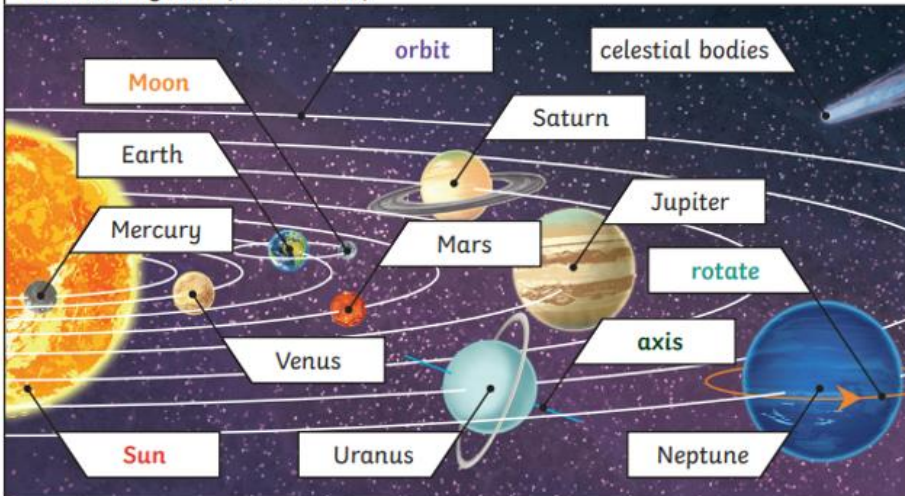 orbit
celestial bodies
Moon
Saturn
Earth
Jupiter
Mercury
Mars
rotate
axis
Venus
Sun
Uranus
Neptune